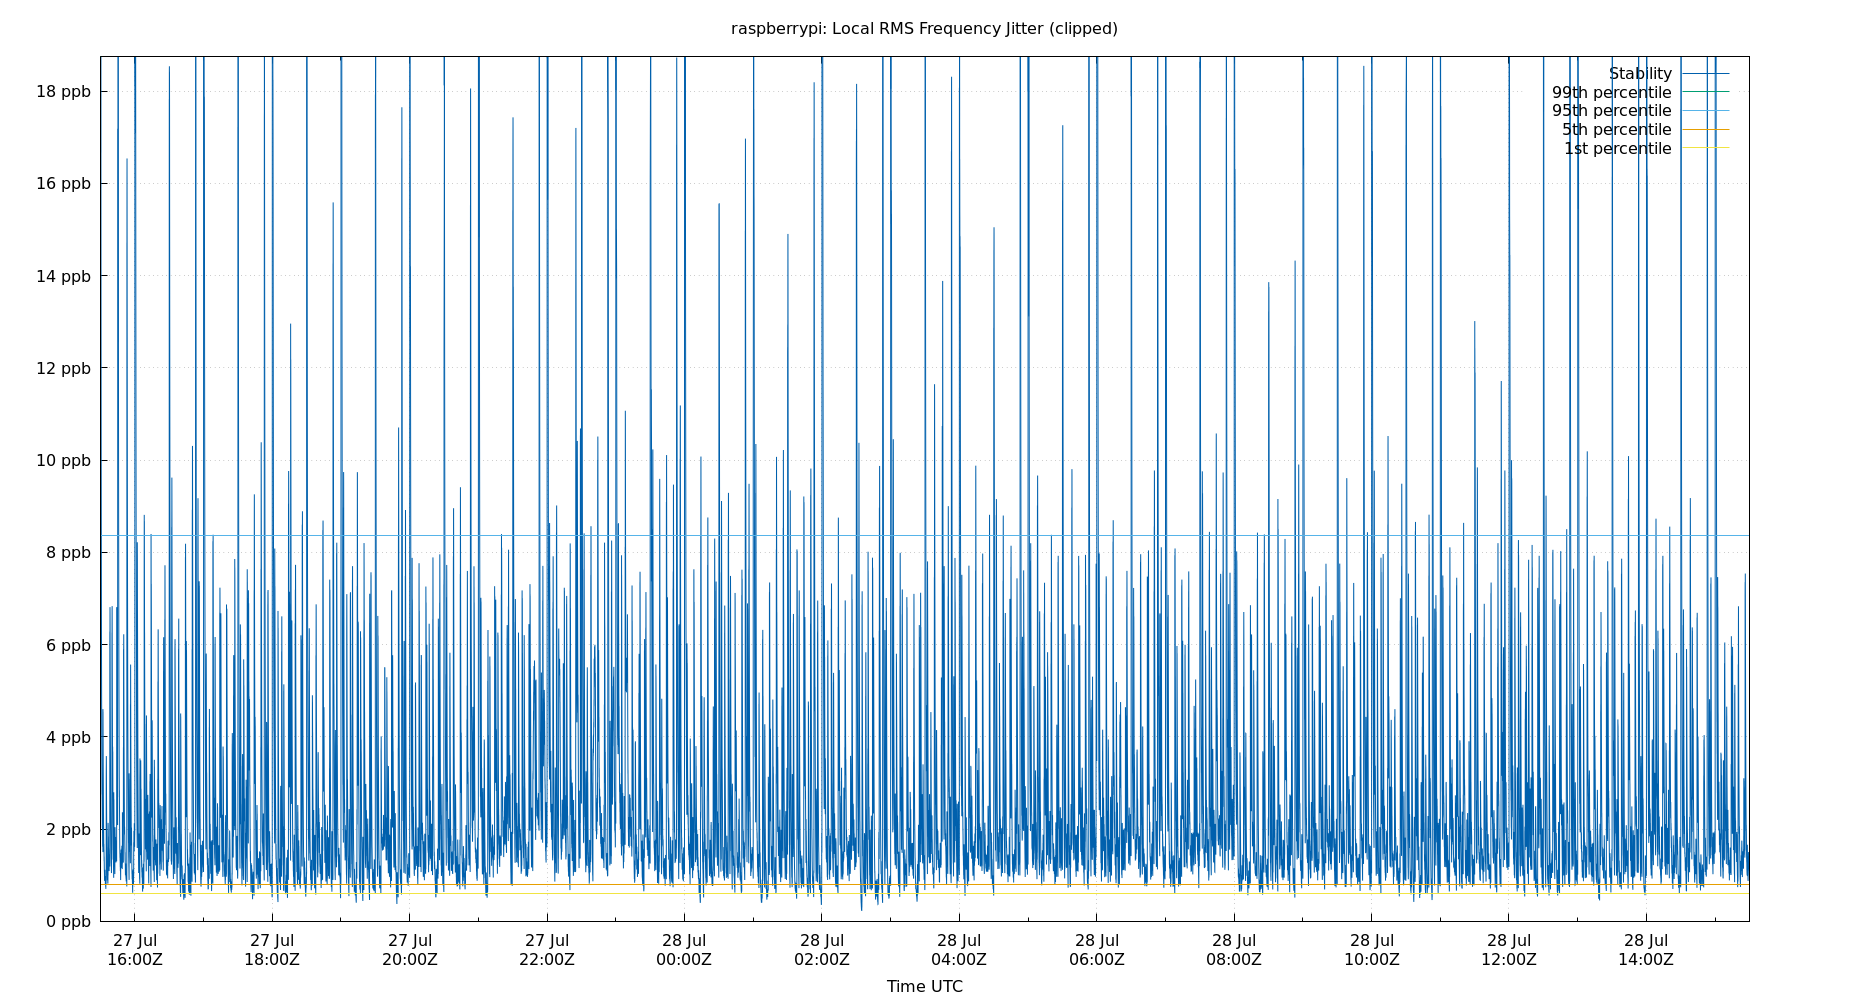 raspberrypi: Local RMS Frequency Jitter (clipped)
Stability
99th percentile
95th percentile
5th percentile
1st percentile
18 ppb
16 ppb
14 ppb
12 ppb
10 ppb
8 ppb
6 ppb
4 ppb
2 ppb
0 ppb
27 Jul 27 Jul 27 Jul 27 Jul 28 Jul 28 Jul 28 Jul 28 Jul 28 Jul 28 Jul 28 Jul 28 Jul
16:00Z 18:00Z 20:00Z 22:00Z 00:00Z 02:00Z 04:00Z 06:00Z 08:00Z 10:00Z 12:00Z 14:00Z
Time UTC